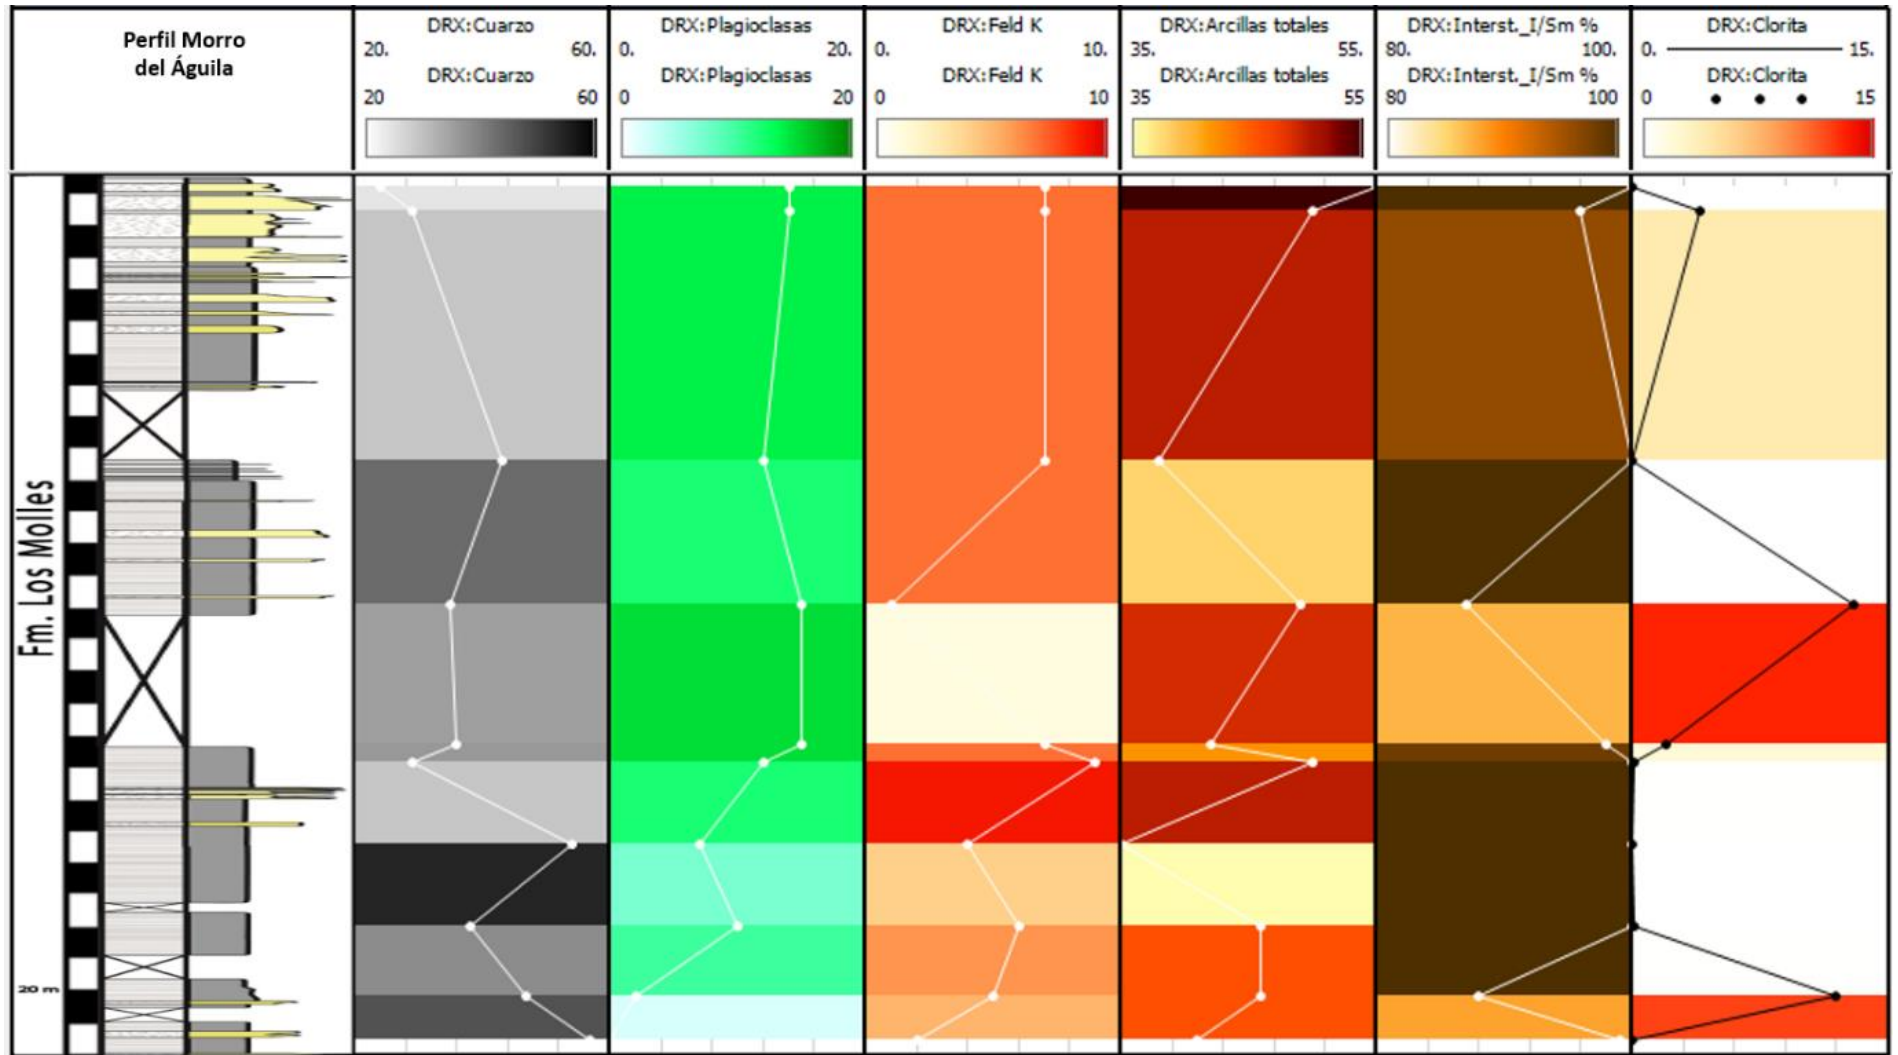 Perfil Morro
del Águila
DRX:Cuarzo
20. 60.
DRX:Cuarzo
20 60
DRX:Plagioclasas
0. 20.
DRX:Plagioclasas
0 20
DRX:Feld K
0. 10.
DRX:Feld K
0 10
DRX:Arcillas totales
35. 55.
DRX:Arcillas totales
35 55
DRX:Interst._I/Sm %
80. 100.
DRX:Interst._I/Sm %
80 100
DRX:Clorita
0. 15.
DRX:Clorita
0 15
Fm. Los Molles
20 m